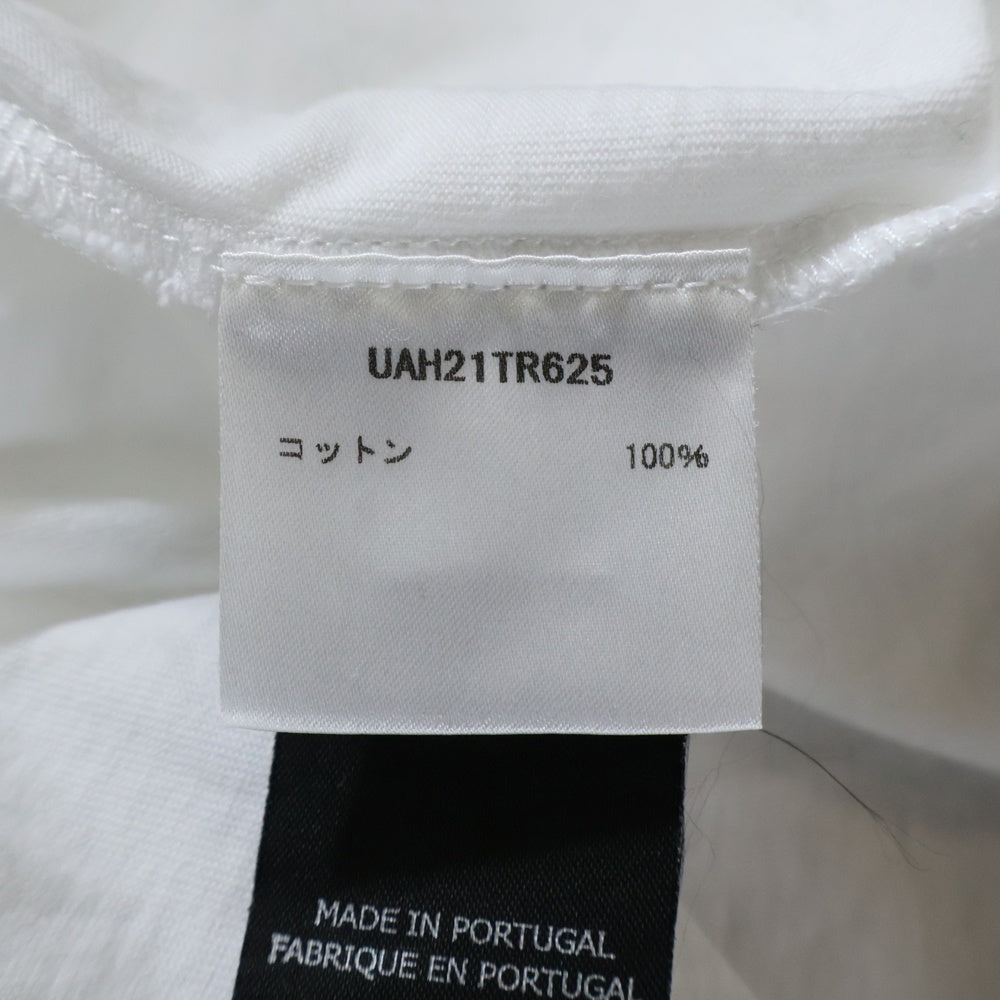 UAH21TR625
コットン 100%
MADE IN PORTUGAL
FABRIQUE EN PORTUGAL